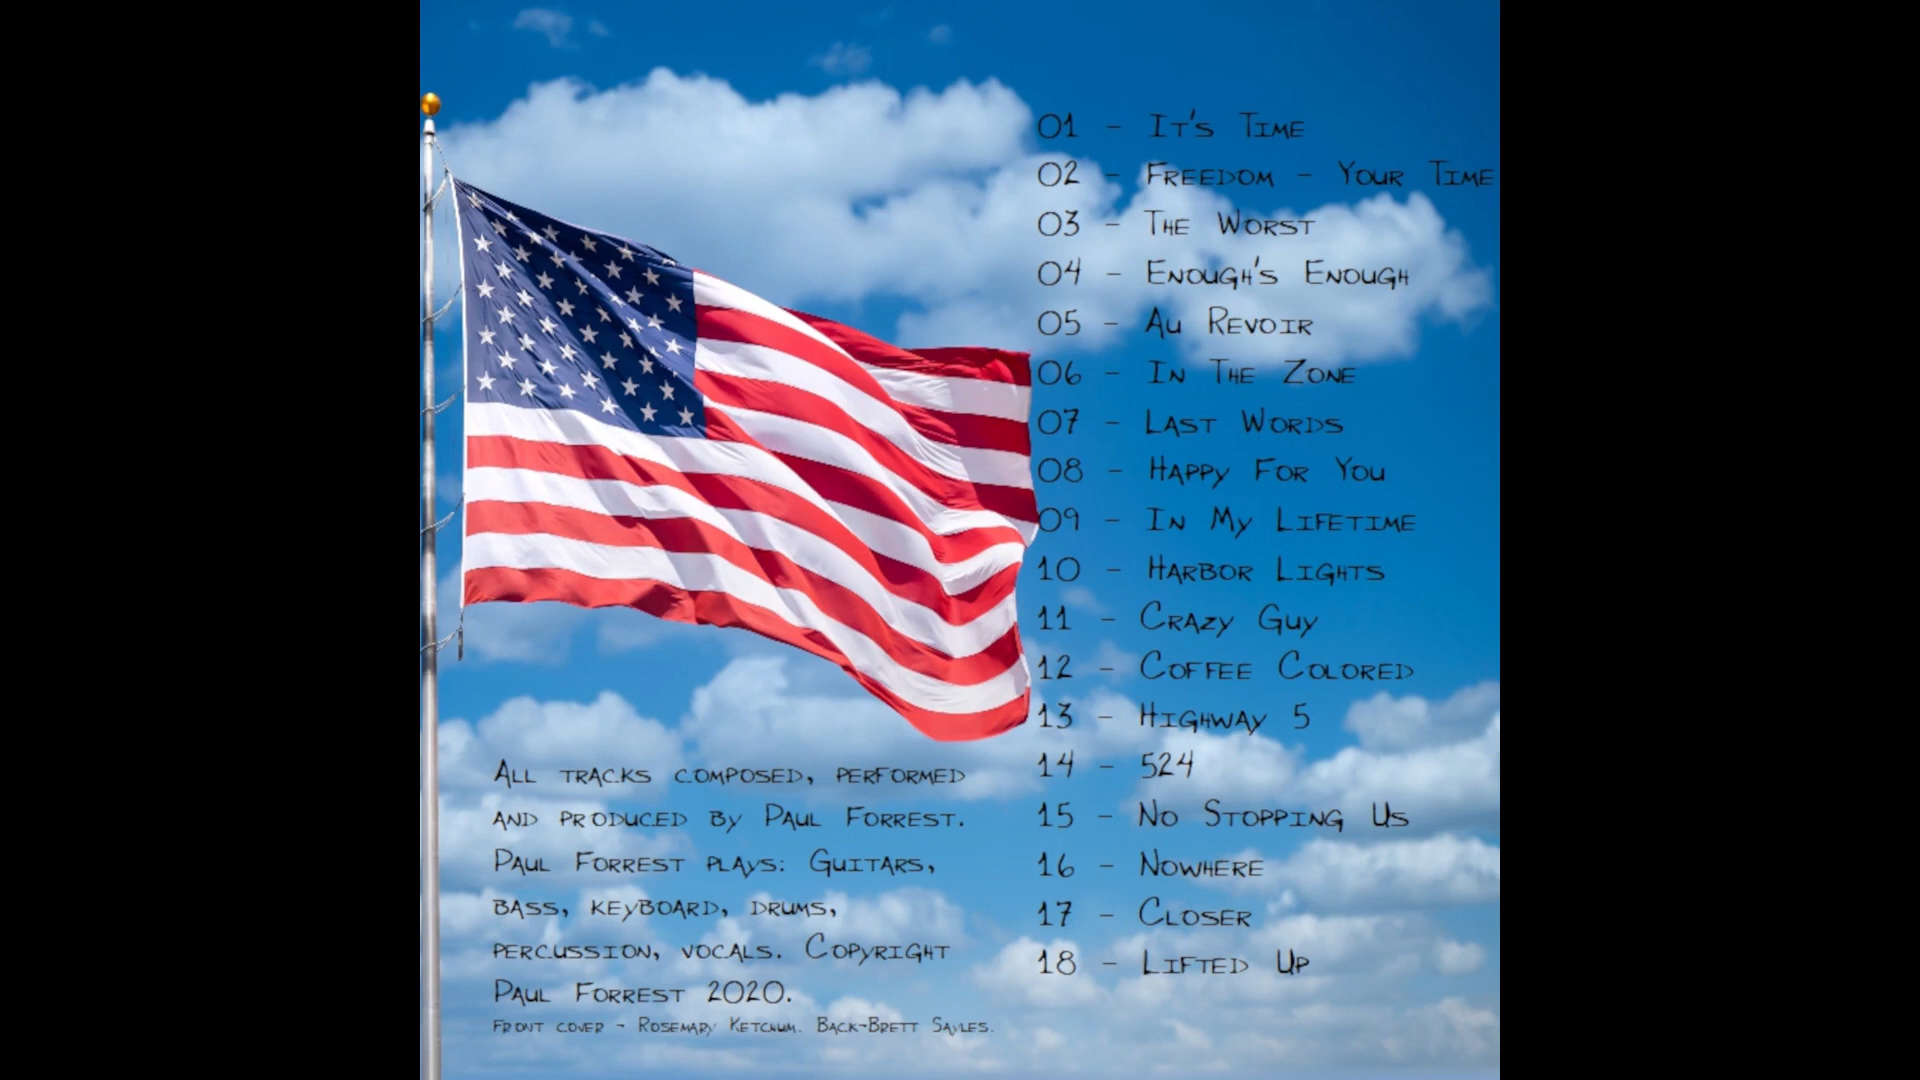 01 - It's Time
02 - Freedom - Your Time
03 - The Worst
04 - Enough's Enough
05 - Au Revoir
06 - In The Zone
07 - Last Words
08 - Happy For You
09 - In My Lifetime
10 - Harbor Lights
11 - Crazy Guy
12 - Coffee Colored
13 - Highway 5
14 - 524
15 - No Stopping Us
16 - Nowhere
17 - Closer
18 - Lifted Up
All tracks composed, performed
and produced by Paul Forrest.
Paul Forrest plays: Guitars,
bass, keyboard, drums,
percussion, vocals. Copyright
Paul Forrest 2020.
Front cover - Rosemary Ketchum. Back-Brett Sayles.